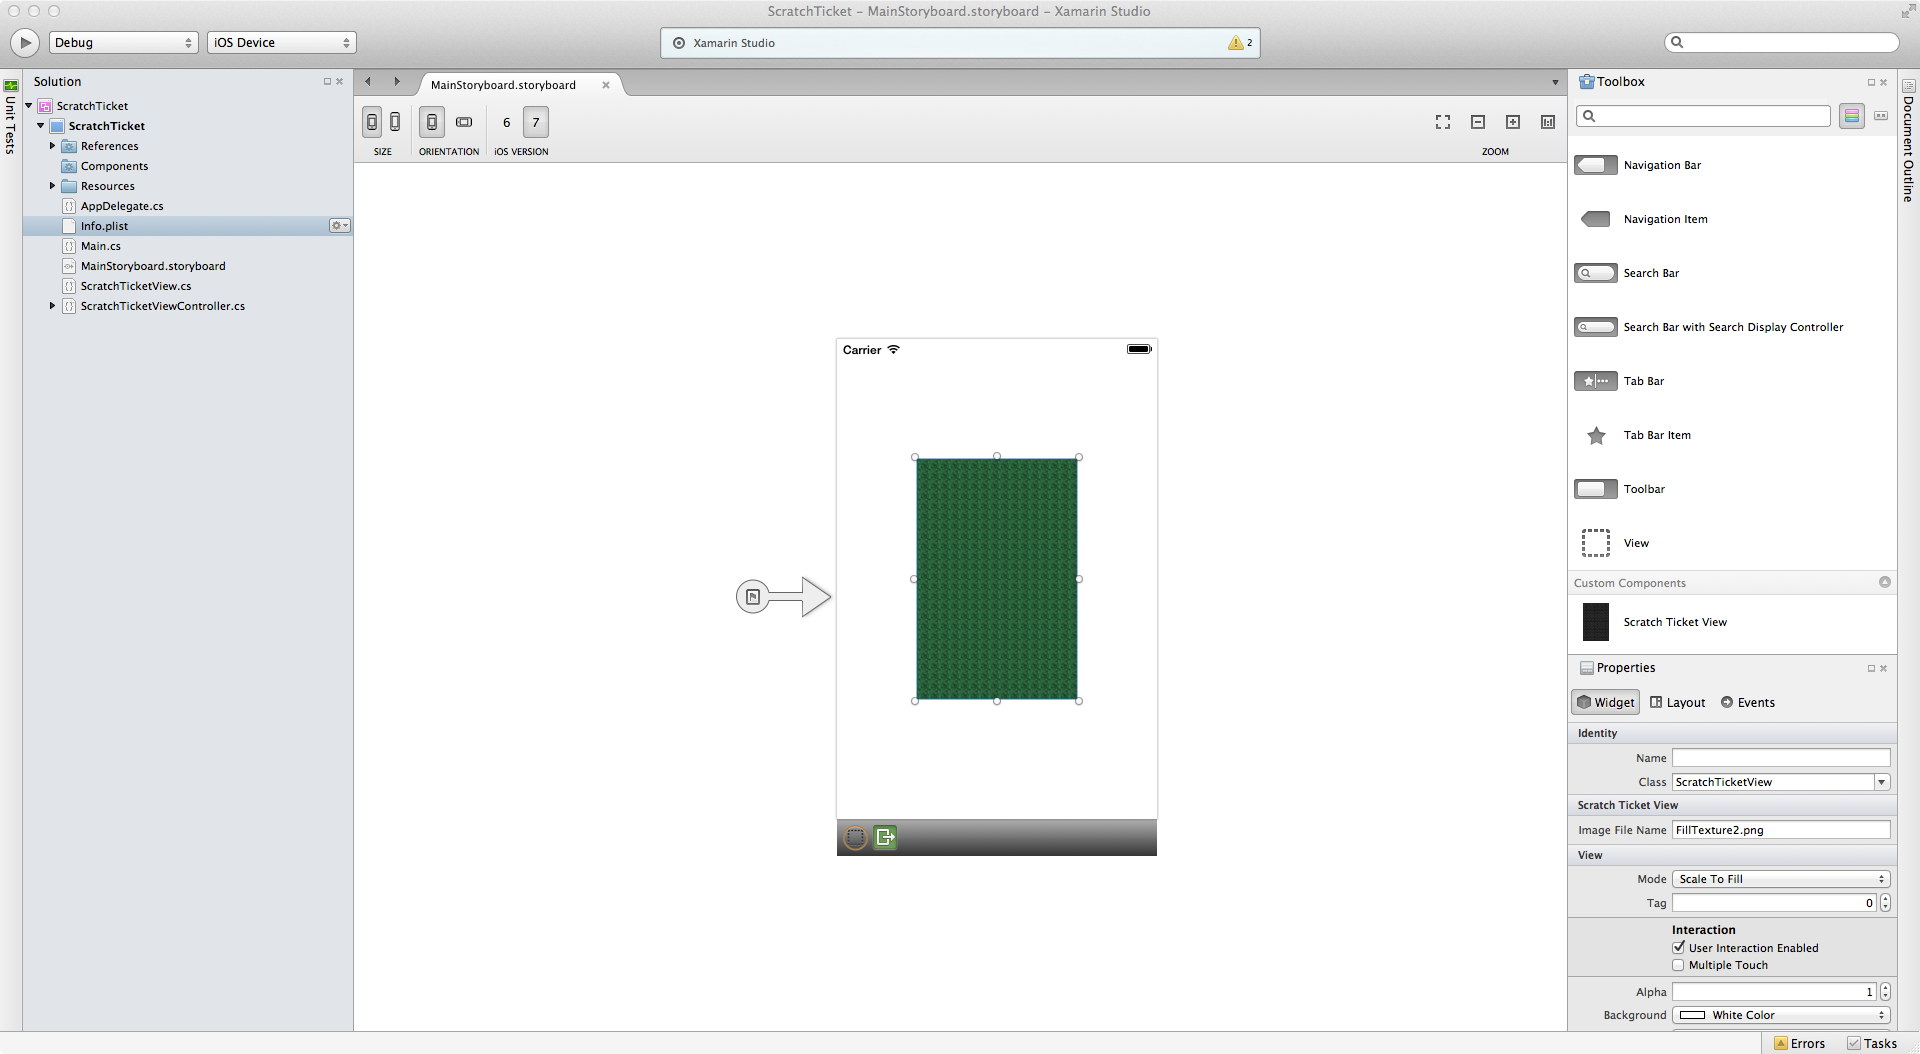 ScratchTicket – MainStoryboard.storyboard – Xamarin Studio
Debug
iOS Device
Xamarin Studio
2
Unit Tests
Solution
ScratchTicket
ScratchTicket
References
Components
Resources
AppDelegate.cs
Info.plist
Main.cs
MainStoryboard.storyboard
ScratchTicketView.cs
ScratchTicketViewController.cs
MainStoryboard.storyboard
6
7
SIZE
ORIENTATION
iOS VERSION
ZOOM
Carrier
Toolbox
Navigation Bar
Navigation Item
Search Bar
Search Bar with Search Display Controller
Tab Bar
Tab Bar Item
Toolbar
View
Custom Components
Scratch Ticket View
Properties
Widget
Layout
Events
Identity
Name
Class ScratchTicketView
Scratch Ticket View
Image File Name FillTexture2.png
View
Mode Scale To Fill
Tag 0
Interaction
User Interaction Enabled
Multiple Touch
Alpha 1
Background White Color
Document Outline
Errors
Tasks